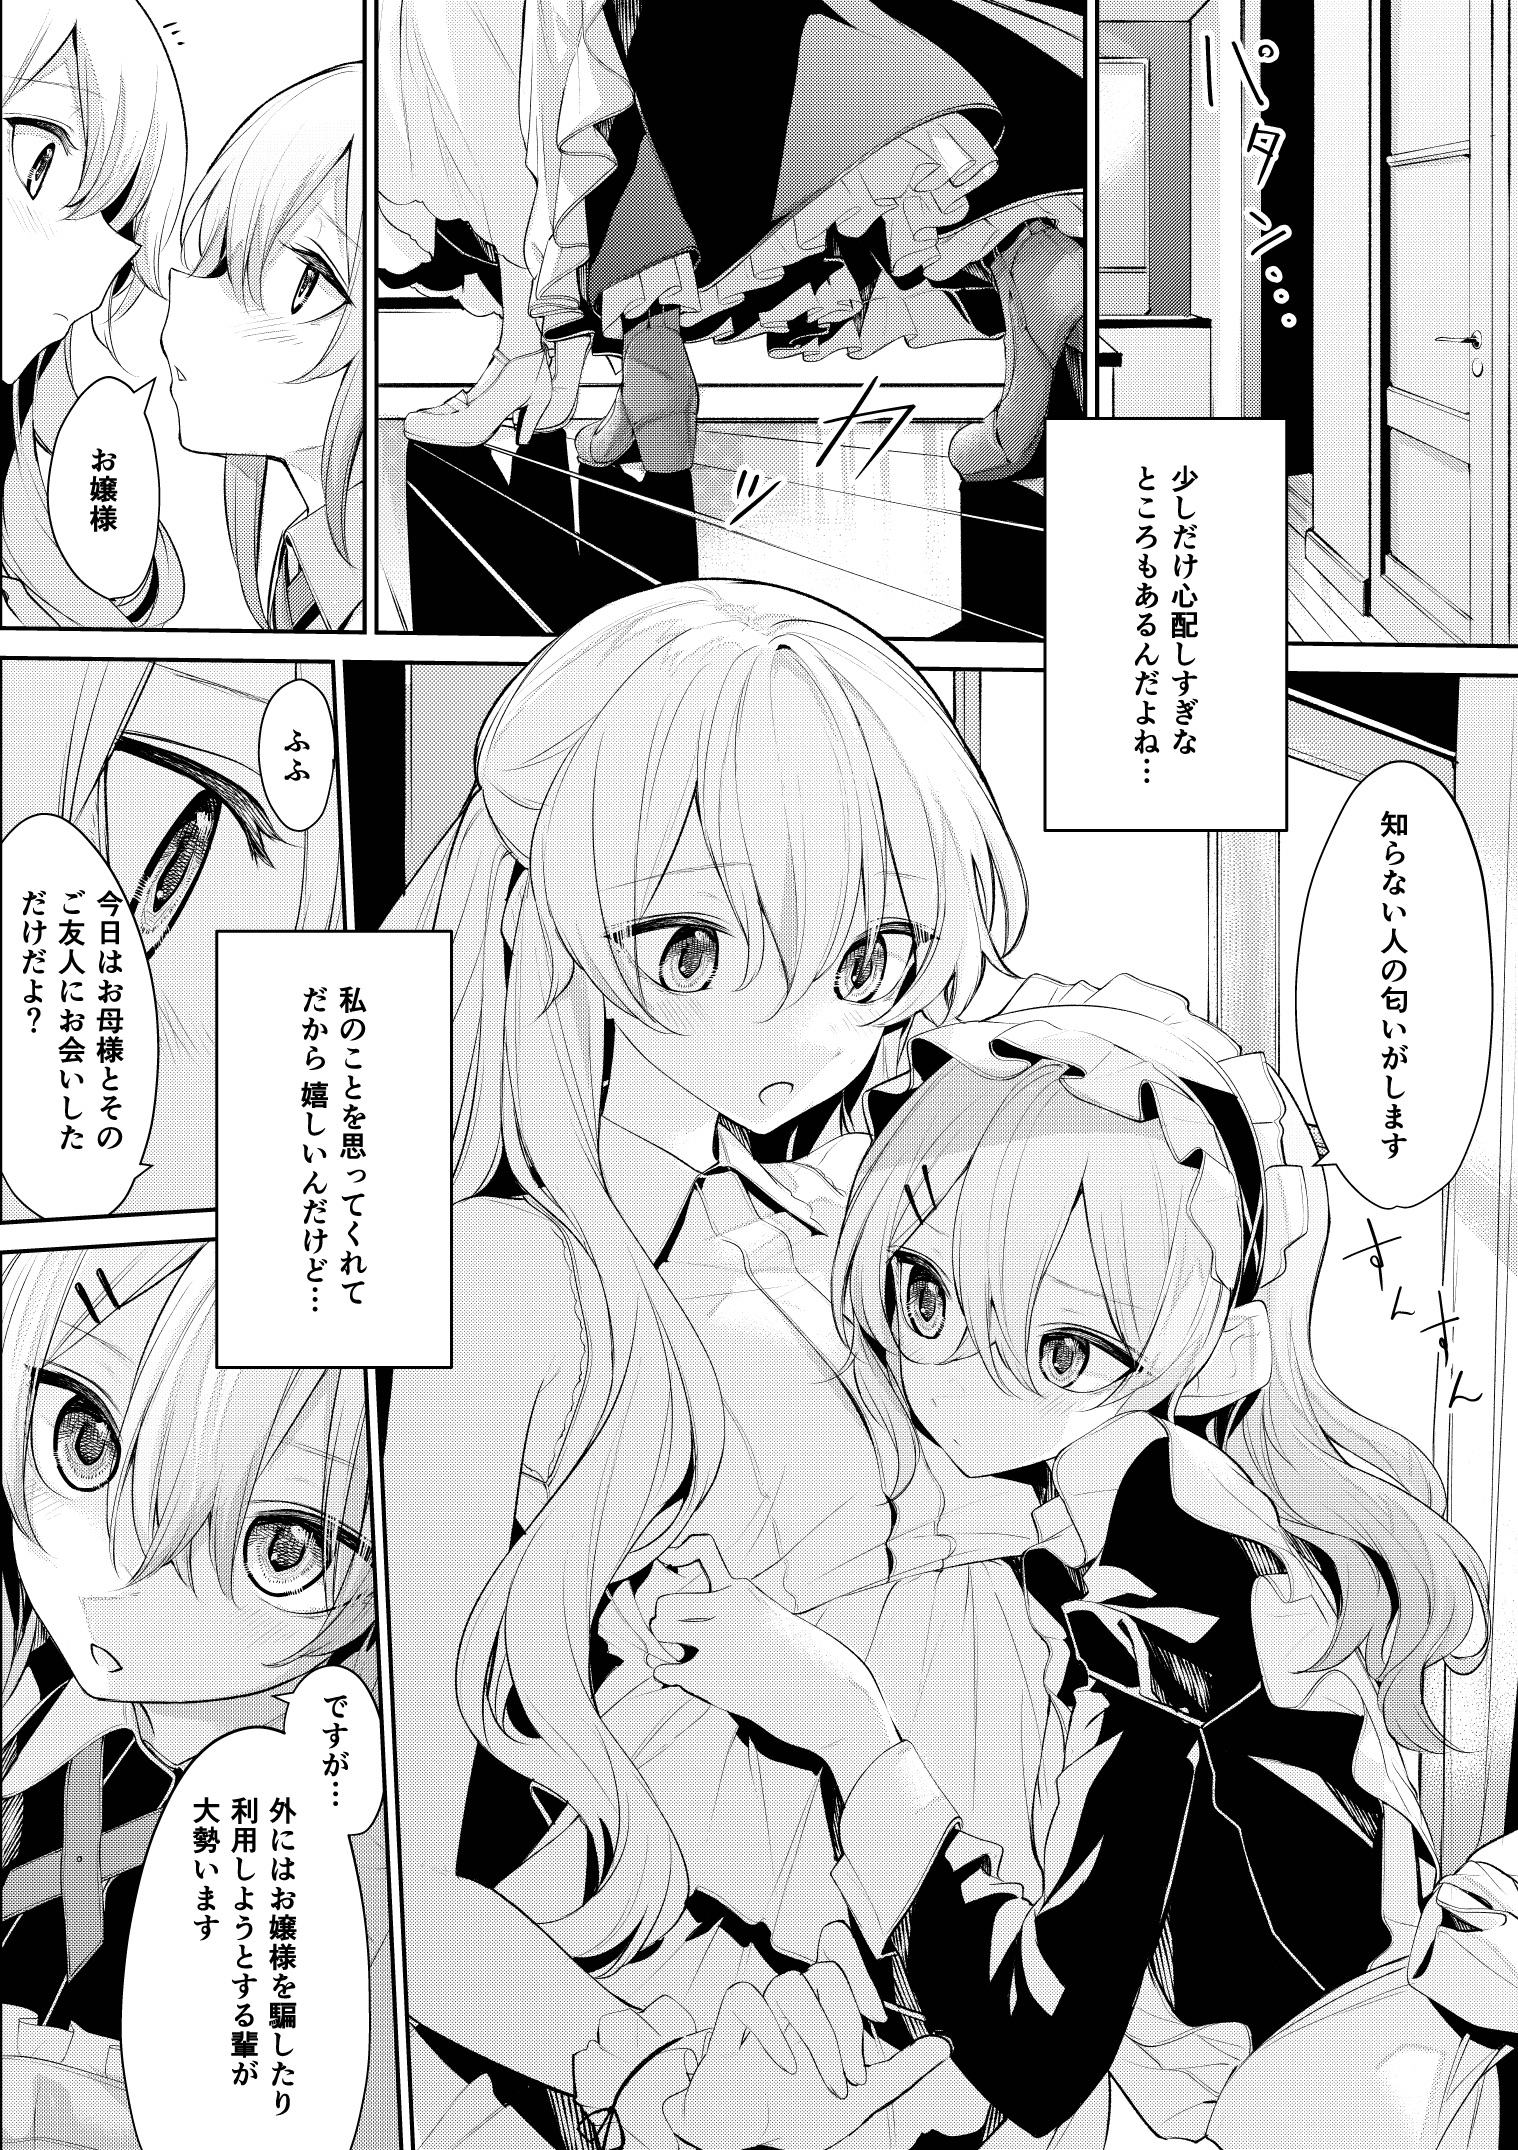 パタン…
少しだけ心配しすぎな
ところもあるんだよね…
カッ
お嬢様
知らない人の匂いがします
すんすん
すんすん
私のことを思ってくれて
だから嬉しいんだけど…
ふふ
今日はお母様とその
ご友人にお会いした
だけだよ？
ですが…
外にはお嬢様を騙したり
利用しようとする輩が
大勢います